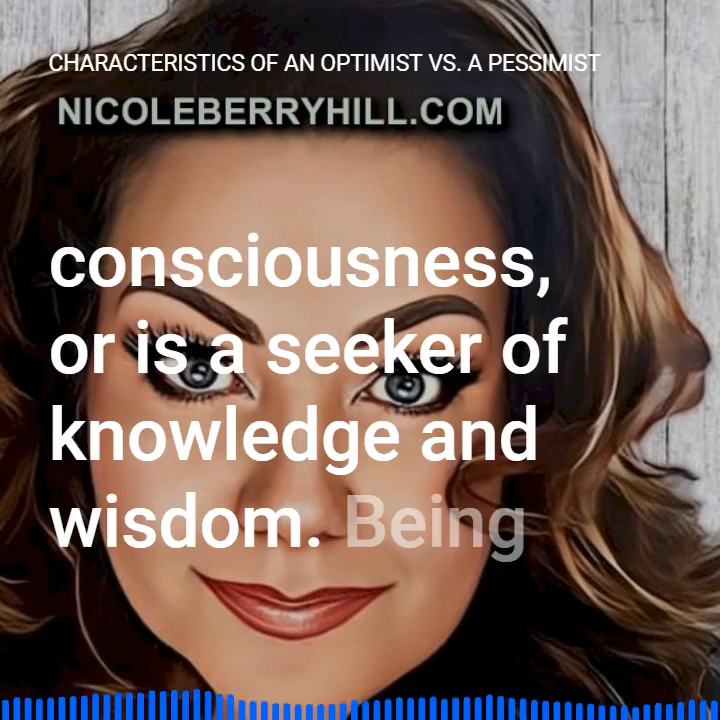 CHARACTERISTICS OF AN OPTIMIST VS. A PESSIMIST
NICOLEBERRYHILL.COM
consciousness,
or is a seeker of
knowledge and
wisdom. Being